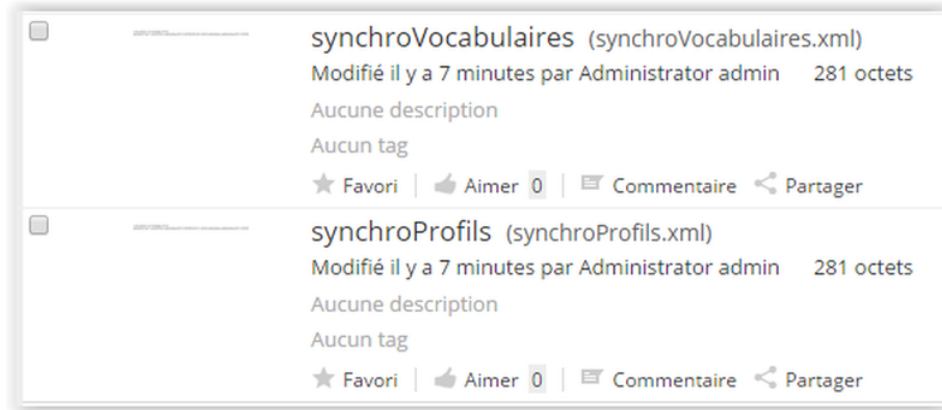 synchroVocabulaires (synchroVocabulaires.xml)
Modifié il y a 7 minutes par Administrator admin 281 octets
Aucune description
Aucun tag
Favori Aimer 0 Commentaire Partager
synchroProfils (synchroProfils.xml)
Modifié il y a 7 minutes par Administrator admin 281 octets
Aucune description
Aucun tag
Favori Aimer 0 Commentaire Partager